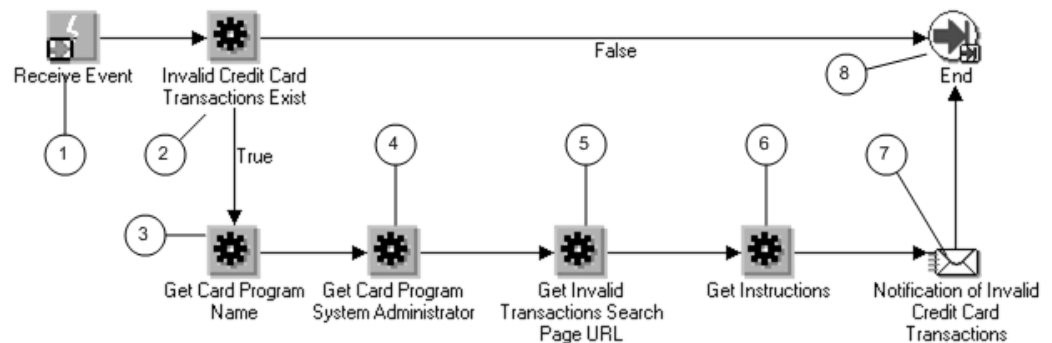 Receive Event
Invalid Credit Card
Transactions Exist
False
End
1
2
True
4
5
6
7
8
3
Get Card Program
Name
Get Card Program
System Administrator
Get Invalid
Transactions Search
Page URL
Get Instructions
Notification of Invalid
Credit Card
Transactions